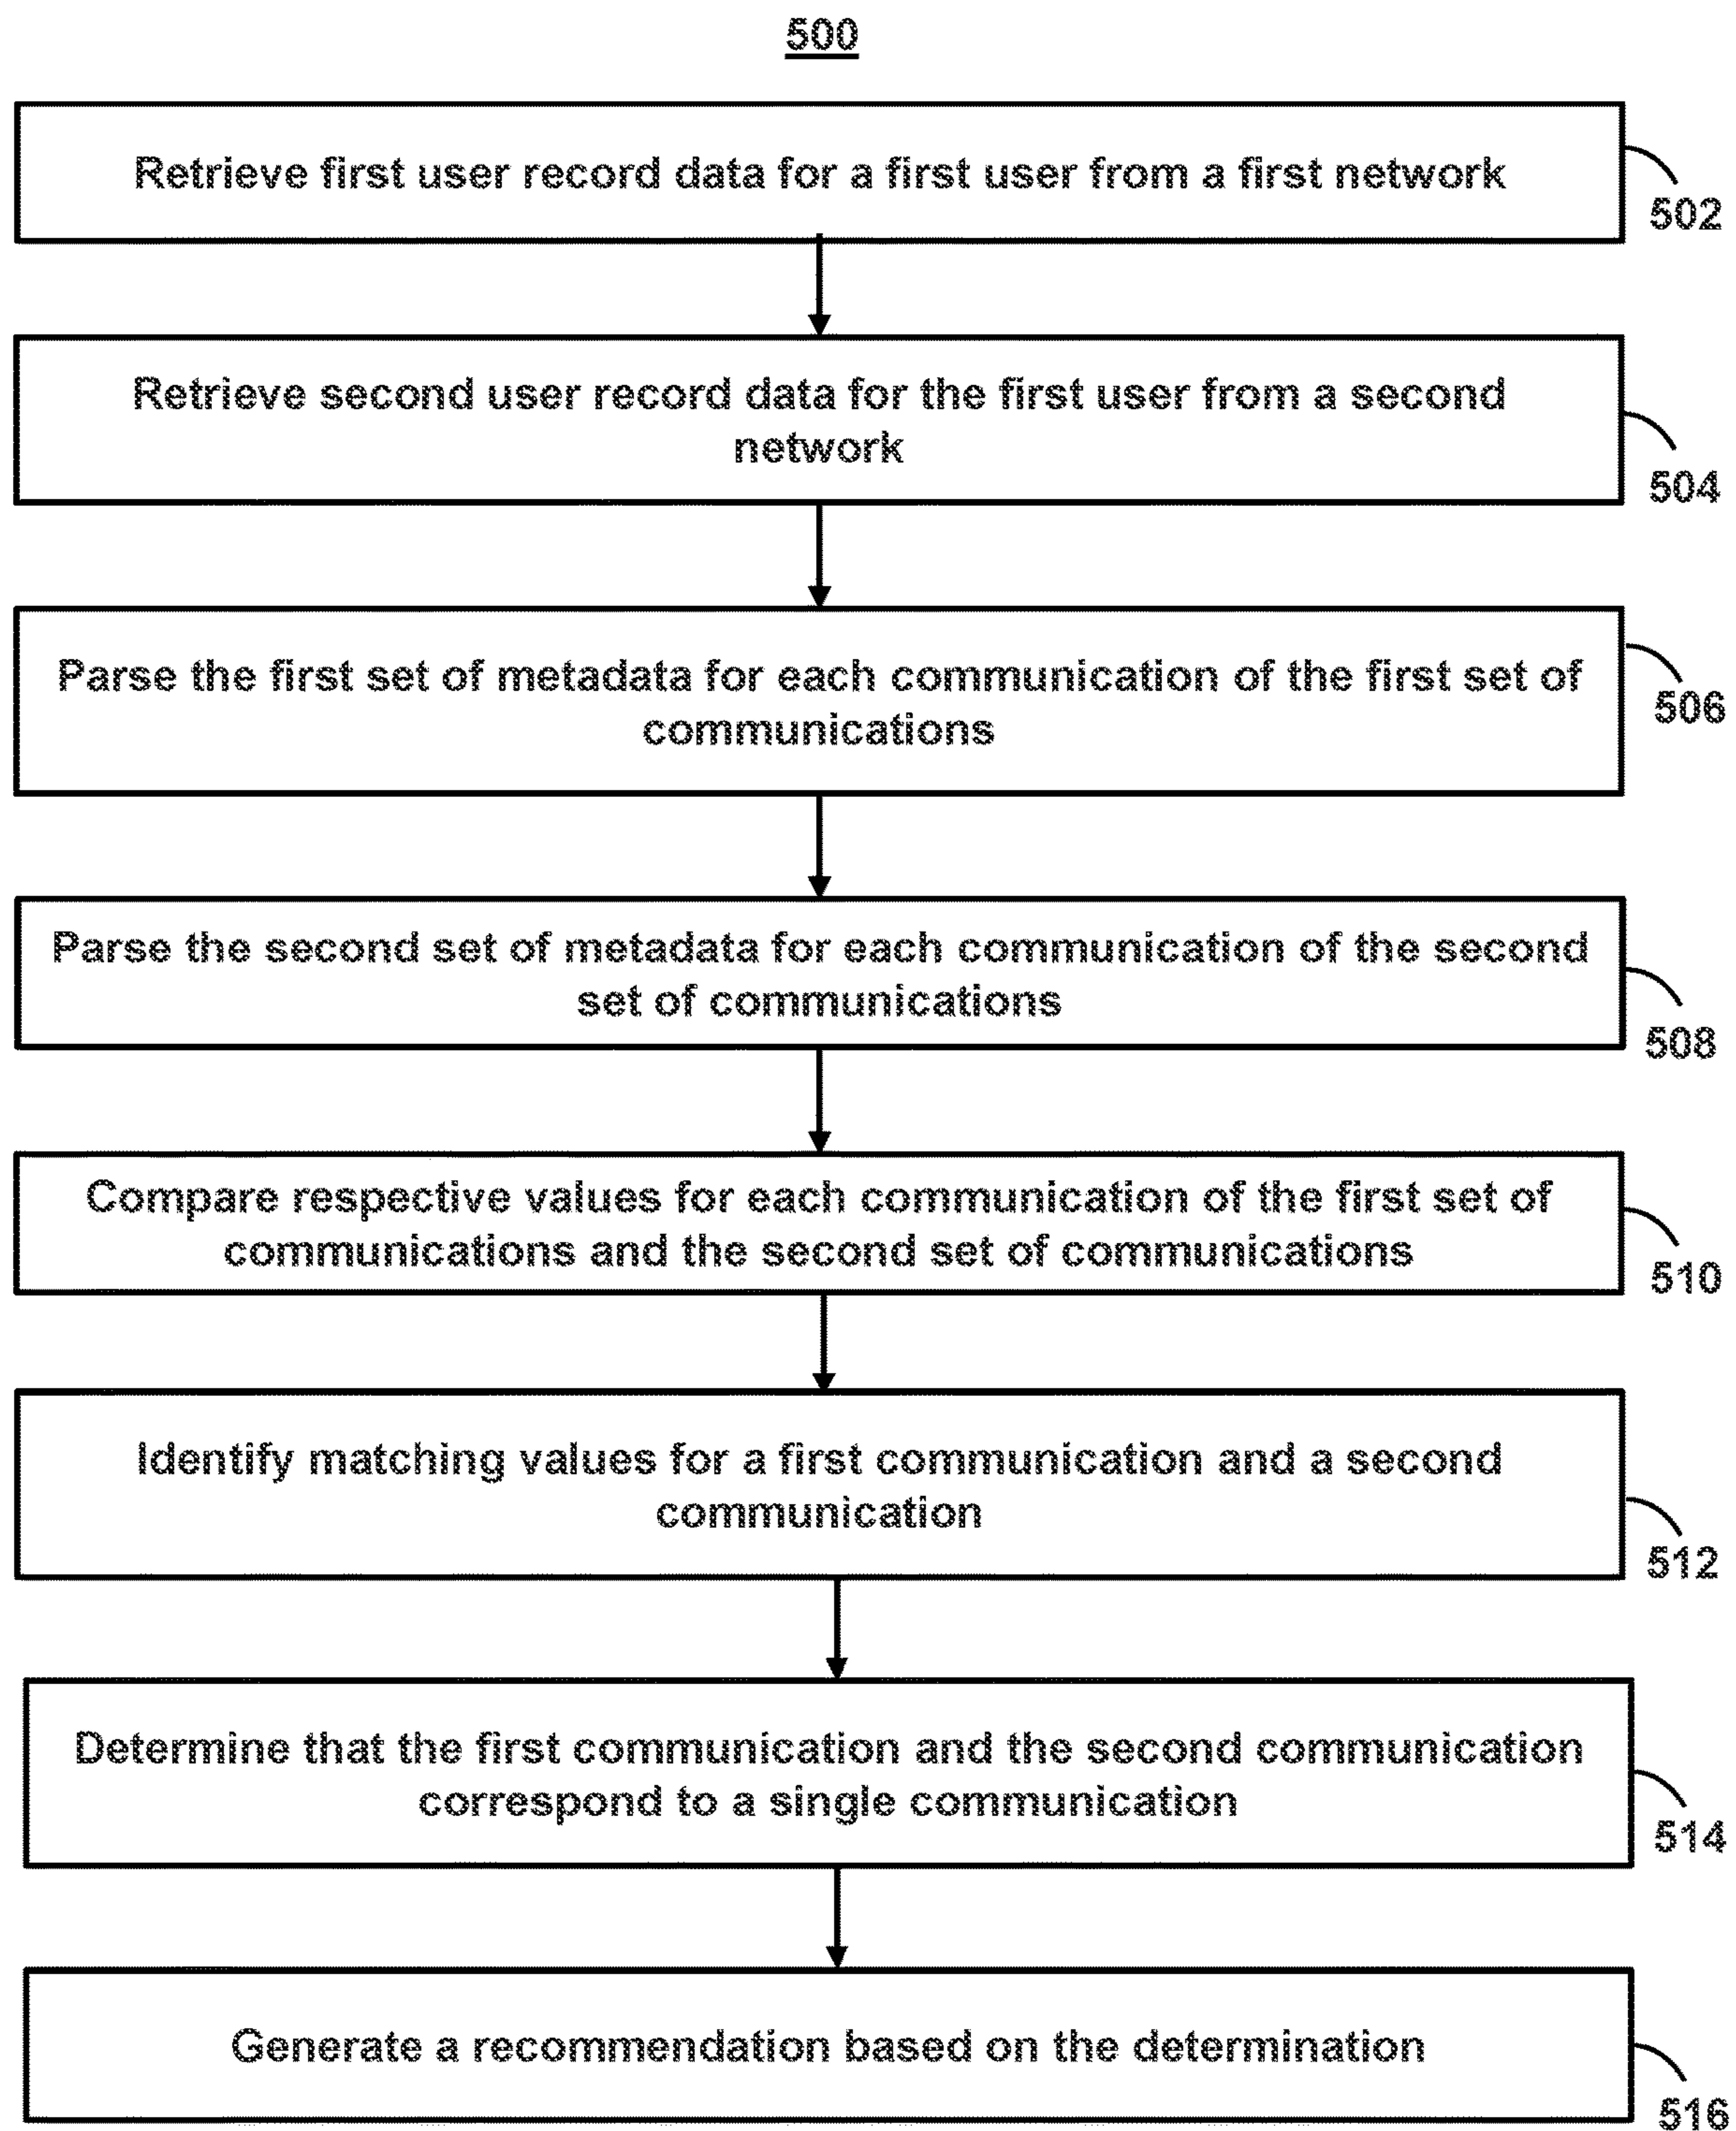 500
Retrieve first user record data for a first user from a first network
502
Retrieve second user record data for the first user from a second
network
504
Parse the first set of metadata for each communication of the first set of
communications
506
Parse the second set of metadata for each communication of the second
set of communications
508
Compare respective values for each communication of the first set of
communications and the second set of communications
510
Identify matching values for a first communication and a second
communication
512
Determine that the first communication and the second communication
correspond to a single communication
514
Generate a recommendation based on the determination
516